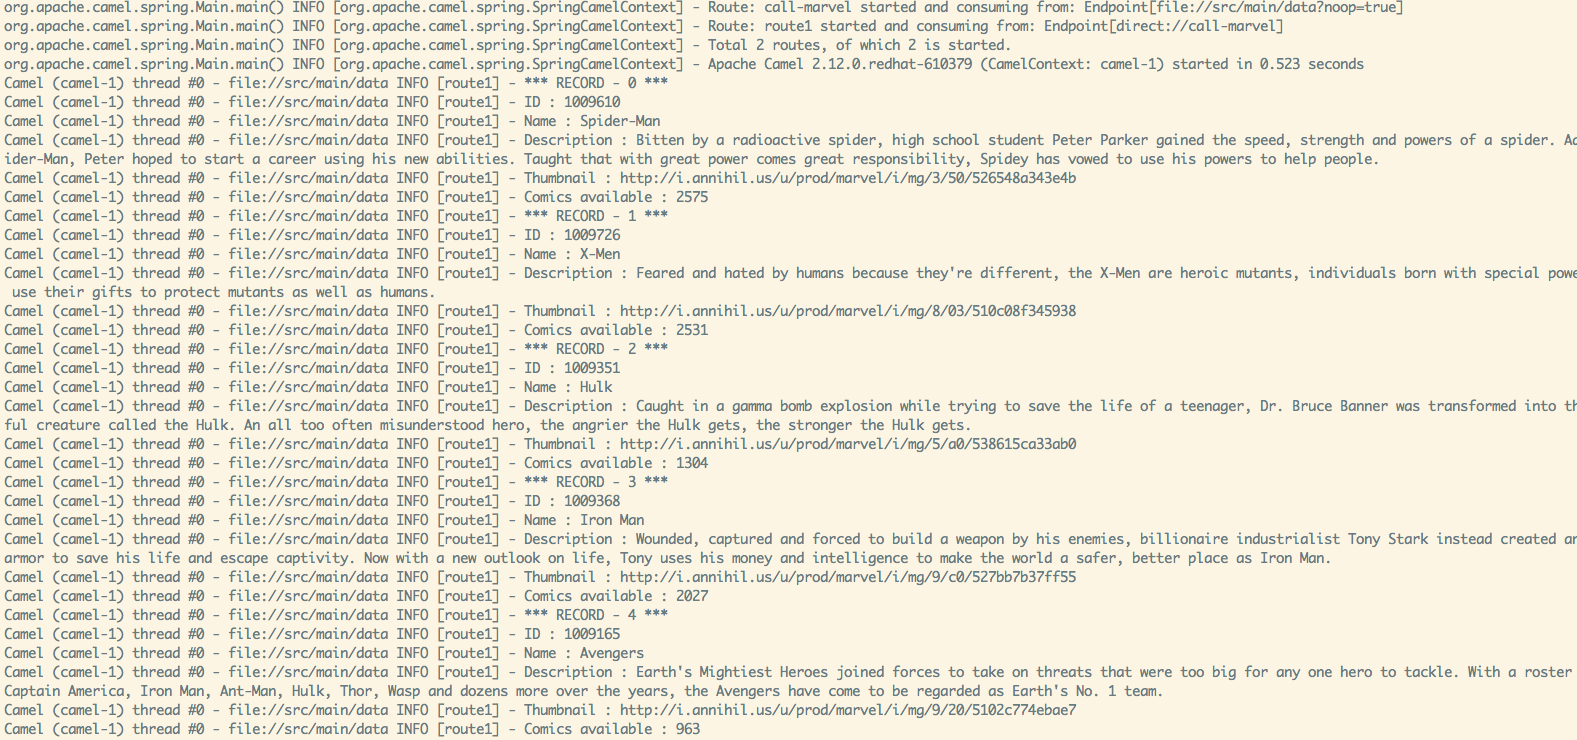 org.apache.camel.spring.Main.main() INFO [org.apache.camel.spring.SpringCamelContext] - Route: call-marvel started and consuming from: Endpoint[file://src/main/data?noop=true]
org.apache.camel.spring.Main.main() INFO [org.apache.camel.spring.SpringCamelContext] - Route: route1 started and consuming from: Endpoint[direct://call-marvel]
org.apache.camel.spring.Main.main() INFO [org.apache.camel.spring.SpringCamelContext] - Total 2 routes, of which 2 is started.
org.apache.camel.spring.Main.main() INFO [org.apache.camel.spring.SpringCamelContext] - Apache Camel 2.12.0.redhat-610379 (CamelContext: camel-1) started in 0.523 seconds
Camel (camel-1) thread #0 - file://src/main/data INFO [route1] - *** RECORD - 0 ***
Camel (camel-1) thread #0 - file://src/main/data INFO [route1] - ID : 1009610
Camel (camel-1) thread #0 - file://src/main/data INFO [route1] - Name : Spider-Man
Camel (camel-1) thread #0 - file://src/main/data INFO [route1] - Description : Bitten by a radioactive spider, high school student Peter Parker gained the speed, strength and powers of a spider. Ad
ider-Man, Peter hoped to start a career using his new abilities. Taught that with great power comes great responsibility, Spidey has vowed to use his powers to help people.
Camel (camel-1) thread #0 - file://src/main/data INFO [route1] - Thumbnail : http://i.annihil.us/u/prod/marvel/i/mg/3/50/526548a343e4b
Camel (camel-1) thread #0 - file://src/main/data INFO [route1] - Comics available : 2575
Camel (camel-1) thread #0 - file://src/main/data INFO [route1] - *** RECORD - 1 ***
Camel (camel-1) thread #0 - file://src/main/data INFO [route1] - ID : 1009726
Camel (camel-1) thread #0 - file://src/main/data INFO [route1] - Name : X-Men
Camel (camel-1) thread #0 - file://src/main/data INFO [route1] - Description : Feared and hated by humans because they're different, the X-Men are heroic mutants, individuals born with special powe
use their gifts to protect mutants as well as humans.
Camel (camel-1) thread #0 - file://src/main/data INFO [route1] - Thumbnail : http://i.annihil.us/u/prod/marvel/i/mg/8/03/510c08f345938
Camel (camel-1) thread #0 - file://src/main/data INFO [route1] - Comics available : 2531
Camel (camel-1) thread #0 - file://src/main/data INFO [route1] - *** RECORD - 2 ***
Camel (camel-1) thread #0 - file://src/main/data INFO [route1] - ID : 1009351
Camel (camel-1) thread #0 - file://src/main/data INFO [route1] - Name : Hulk
Camel (camel-1) thread #0 - file://src/main/data INFO [route1] - Description : Caught in a gamma bomb explosion while trying to save the life of a teenager, Dr. Bruce Banner was transformed into th
ful creature called the Hulk. An all too often misunderstood hero, the angrier the Hulk gets, the stronger the Hulk gets.
Camel (camel-1) thread #0 - file://src/main/data INFO [route1] - Thumbnail : http://i.annihil.us/u/prod/marvel/i/mg/5/a0/538615ca33ab0
Camel (camel-1) thread #0 - file://src/main/data INFO [route1] - Comics available : 1304
Camel (camel-1) thread #0 - file://src/main/data INFO [route1] - *** RECORD - 3 ***
Camel (camel-1) thread #0 - file://src/main/data INFO [route1] - ID : 1009368
Camel (camel-1) thread #0 - file://src/main/data INFO [route1] - Name : Iron Man
Camel (camel-1) thread #0 - file://src/main/data INFO [route1] - Description : Wounded, captured and forced to build a weapon by his enemies, billionaire industrialist Tony Stark instead created an
armor to save his life and escape captivity. Now with a new outlook on life, Tony uses his money and intelligence to make the world a safer, better place as Iron Man.
Camel (camel-1) thread #0 - file://src/main/data INFO [route1] - Thumbnail : http://i.annihil.us/u/prod/marvel/i/mg/9/c0/527bb7b37ff55
Camel (camel-1) thread #0 - file://src/main/data INFO [route1] - Comics available : 2027
Camel (camel-1) thread #0 - file://src/main/data INFO [route1] - *** RECORD - 4 ***
Camel (camel-1) thread #0 - file://src/main/data INFO [route1] - ID : 1009165
Camel (camel-1) thread #0 - file://src/main/data INFO [route1] - Name : Avengers
Camel (camel-1) thread #0 - file://src/main/data INFO [route1] - Description : Earth's Mightiest Heroes joined forces to take on threats that were too big for any one hero to tackle. With a roster
Captain America, Iron Man, Ant-Man, Hulk, Thor, Wasp and dozens more over the years, the Avengers have come to be regarded as Earth's No. 1 team.
Camel (camel-1) thread #0 - file://src/main/data INFO [route1] - Thumbnail : http://i.annihil.us/u/prod/marvel/i/mg/9/20/5102c774ebae7
Camel (camel-1) thread #0 - file://src/main/data INFO [route1] - Comics available : 963